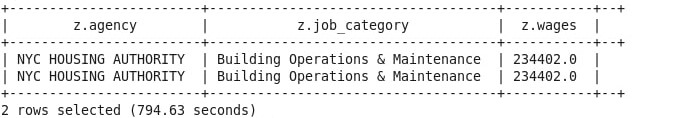 +------------------------+-----------------------------------+-----------+--+
|        z.agency        |           z.job_category          |  z.wages  |
+------------------------+-----------------------------------+-----------+--+
| NYC HOUSING AUTHORITY  | Building Operations & Maintenance  | 234402.0  |
| NYC HOUSING AUTHORITY  | Building Operations & Maintenance  | 234402.0  |
+------------------------+-----------------------------------+-----------+--+
2 rows selected (794.63 seconds)